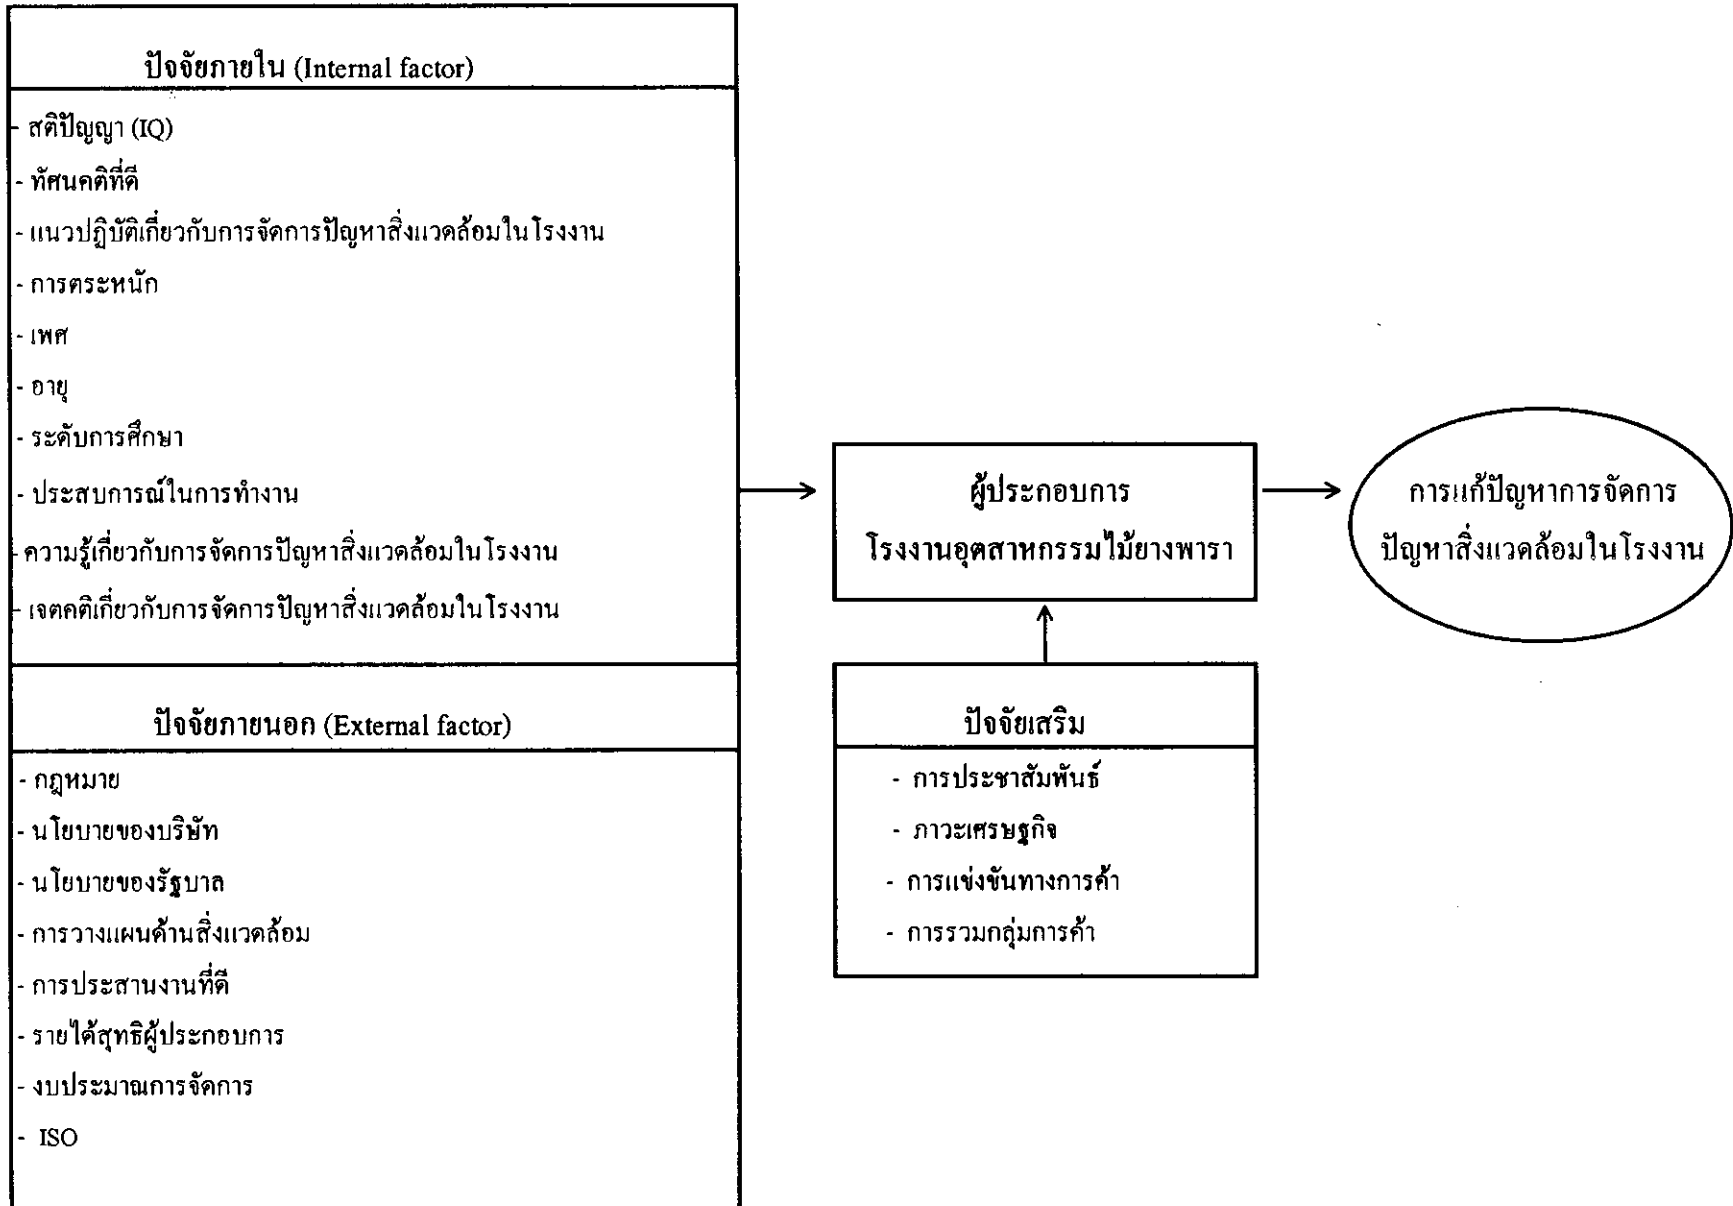 ปัจจัยภายใน (Internal factor)
- สติปัญญา (IQ)
- ทัศนคติที่ดี
- แนวปฏิบัติเกี่ยวกับการจัดการปัญหาสิ่งแวดล้อมในโรงงาน
- การตระหนัก
- เพศ
- อายุ
- ระดับการศึกษา
- ประสบการณ์ในการทำงาน
- ความรู้เกี่ยวกับการจัดการปัญหาสิ่งแวดล้อมในโรงงาน
- เจตคติเกี่ยวกับการจัดการปัญหาสิ่งแวดล้อมในโรงงาน
ปัจจัยภายนอก (External factor)
- กฎหมาย
- นโยบายของบริษัท
- นโยบายของรัฐบาล
- การวางแผนด้านสิ่งแวดล้อม
- การประสานงานที่ดี
- รายได้สุทธิผู้ประกอบการ
- งบประมาณการจัดการ
- ISO
ผู้ประกอบการ
โรงงานอุตสาหกรรมไม้ยางพารา
ปัจจัยเสริม
- การประชาสัมพันธ์
- ภาวะเศรษฐกิจ
- การแข่งขันทางการค้า
- การรวมกลุ่มการค้า
การแก้ปัญหาการจัดการ
ปัญหาสิ่งแวดล้อมในโรงงาน